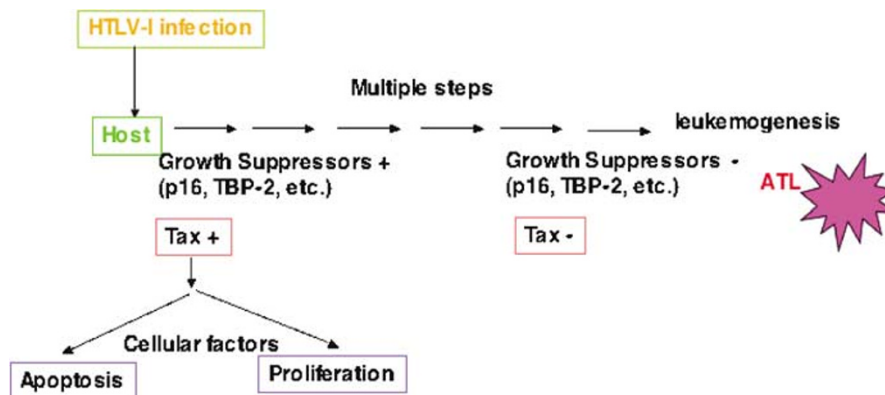 HTLV-I infection
Multiple steps
Host
leukemogenesis
Growth Suppressors +
(p16, TBP-2, etc.)
Growth Suppressors -
(p16, TBP-2, etc.)
ATL
Tax +
Tax -
Cellular factors
Apoptosis
Proliferation